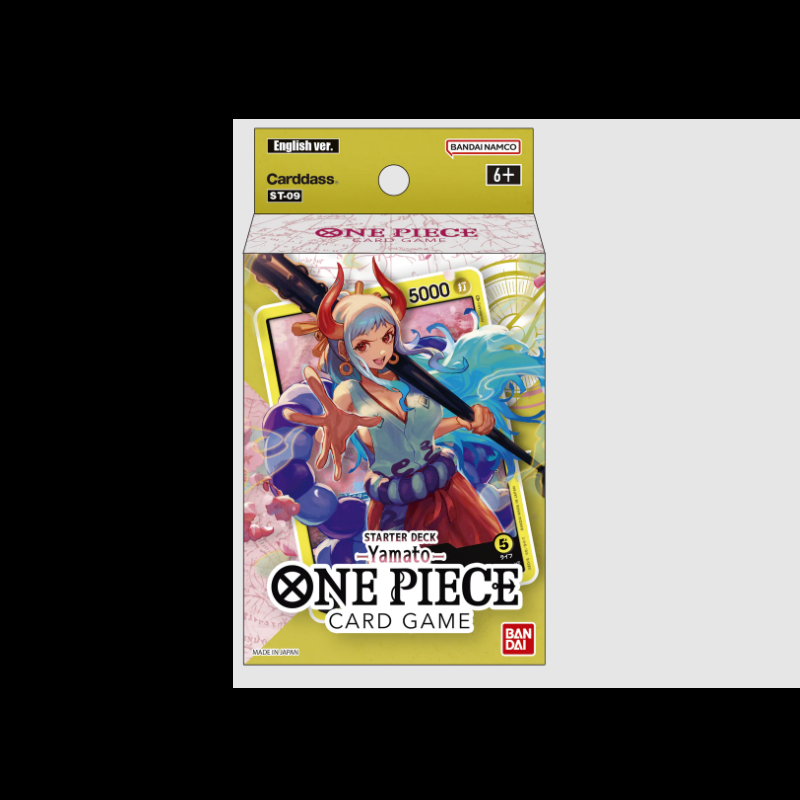 English ver.
BANDAI NAMCO
Carddass
6+
ST-09
ONE PIECE
CARD GAME
5000 打
STARTER DECK
Yamato
5
ライフ
ONE PIECE
CARD GAME
BAN
DAI
MADE IN JAPAN